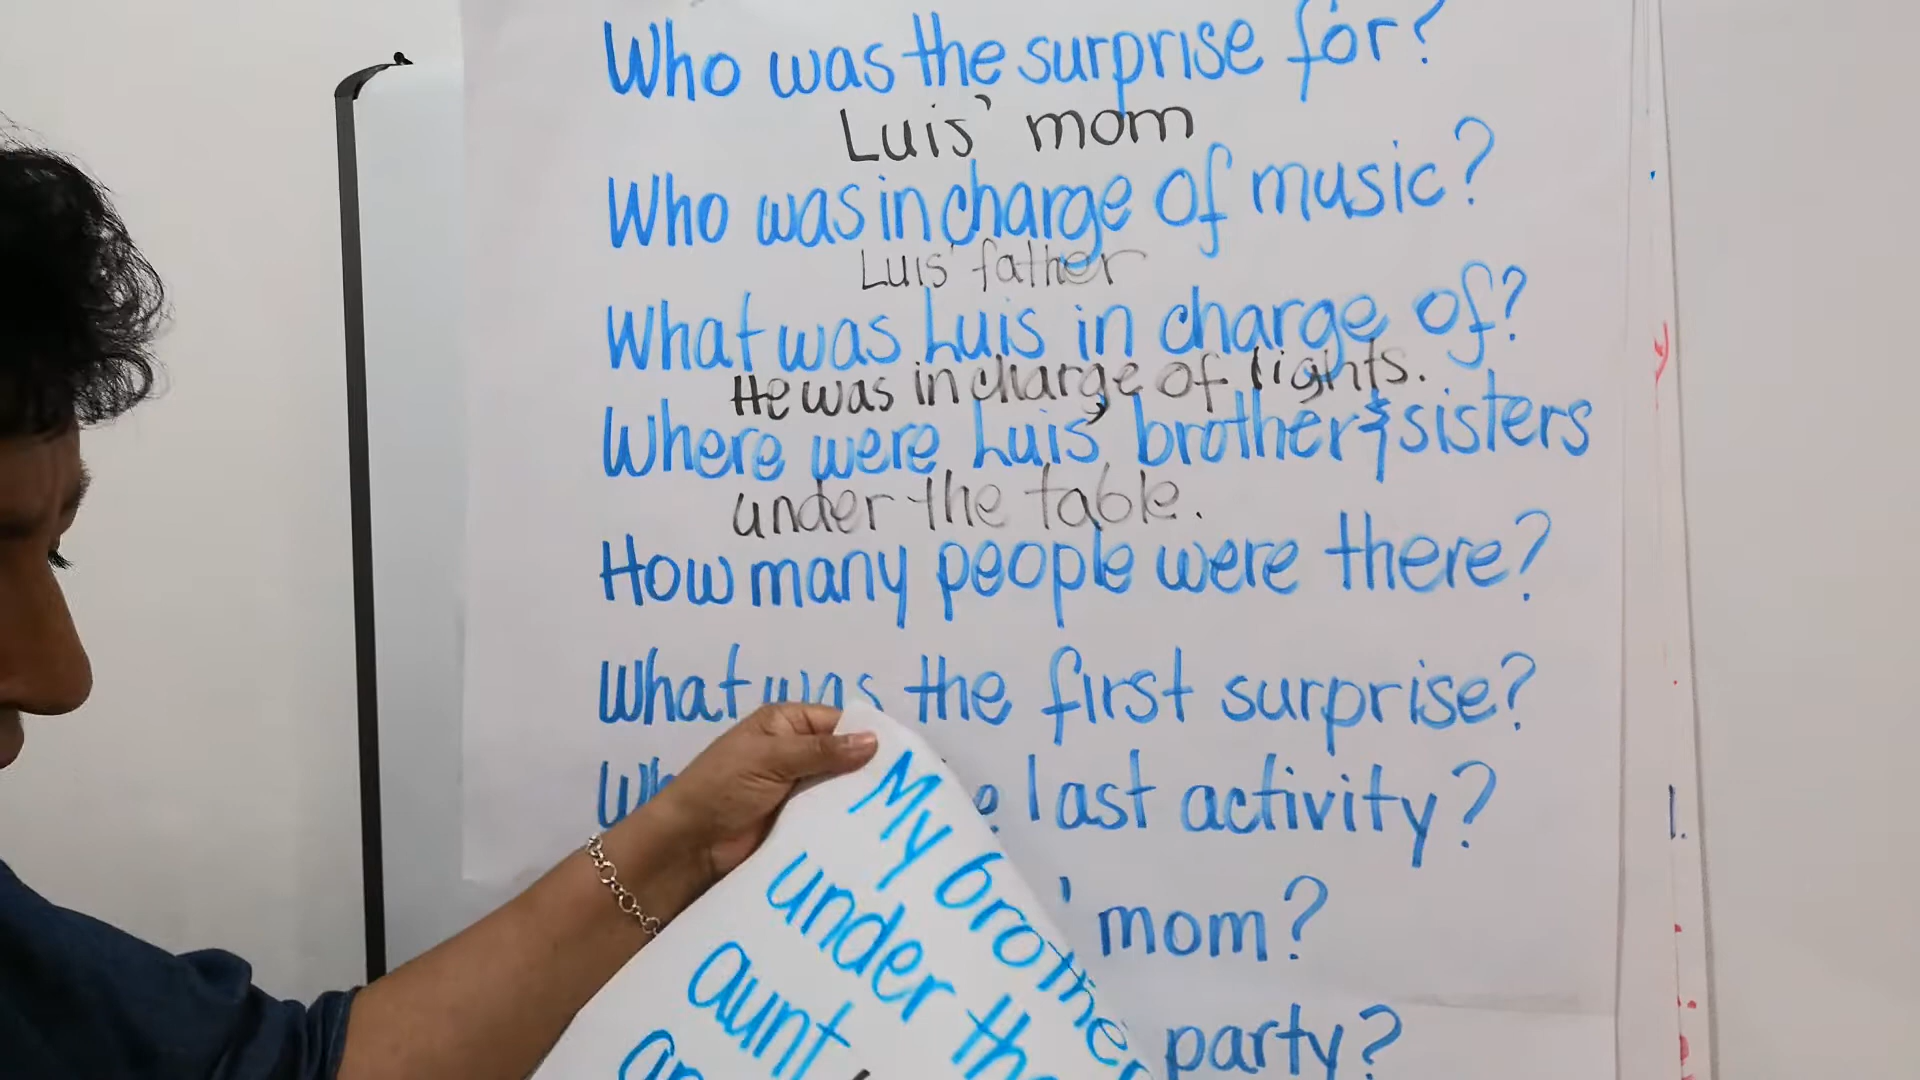 Who was the surprise for?
Luis' mom
Who was in charge of music?
Luis' father
What was Luis in charge of?
He was in charge of lights.
Where were Luis' brother & sisters
under the table.
How many people were there?
What was the first surprise?
last activity?
mom?
party?
My brother
under the
aunt